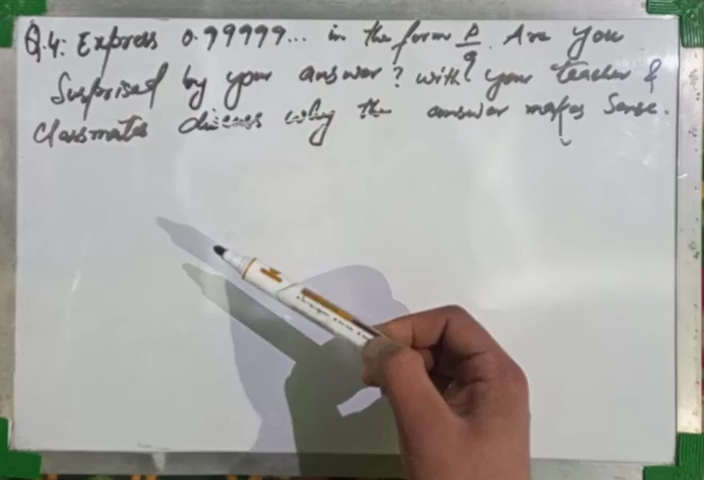 Q.4: Express 0.99999... in the form p/q. Are you
Surprised by your answer? with your teacher &
classmates discuss why the answer makes Sense.